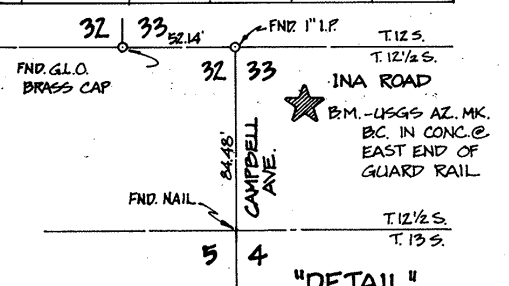 32 33 52.14' FND. 1" I.P. T.12 S.
T. 12½ S.
FND. G.L.O.
BRASS CAP
32 33
INA ROAD
B.M.-USGS AZ. MK.
B.C. IN CONC.@
EAST END OF
GUARD RAIL
84.48'
CAMPBELL
AVE.
FND. NAIL
T.12½ S.
T. 13 S.
5 4
"DETAIL"